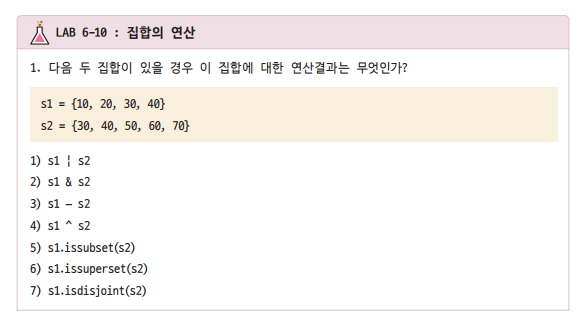 LAB 6-10 : 집합의 연산
1. 다음 두 집합이 있을 경우 이 집합에 대한 연산결과는 무엇인가?
s1 = {10, 20, 30, 40}
s2 = {30, 40, 50, 60, 70}
1) s1 ¦ s2
2) s1 & s2
3) s1 – s2
4) s1 ^ s2
5) s1.issubset(s2)
6) s1.issuperset(s2)
7) s1.isdisjoint(s2)